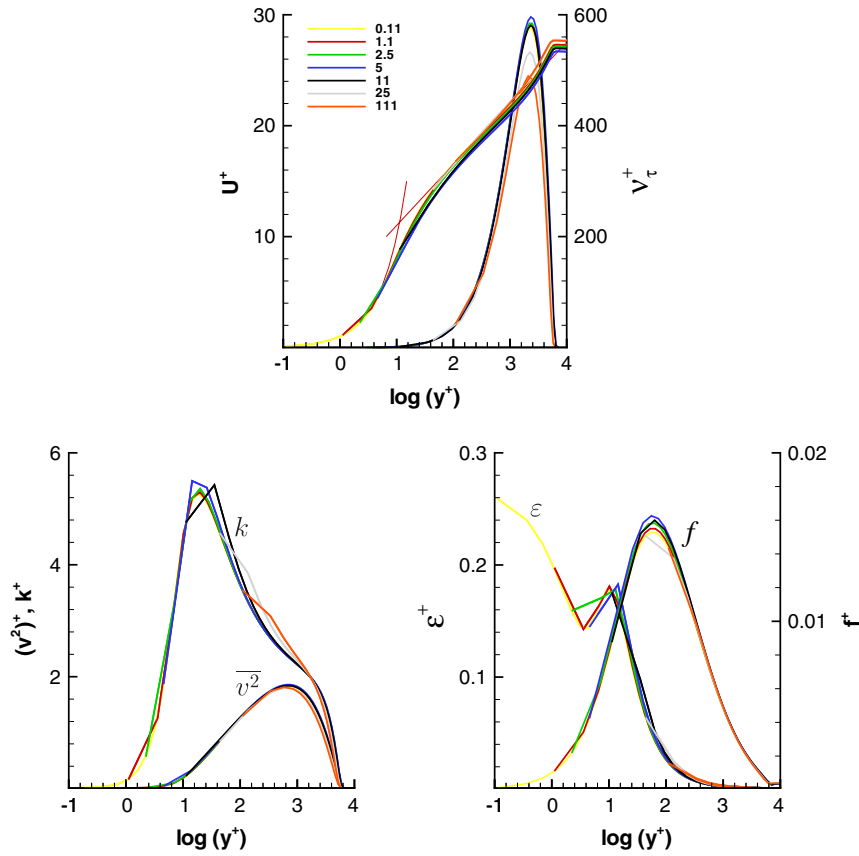 30
600
0.11
1.1
2.5
5
11
25
111
20
400
U⁺
ν⁺τ
10
200
0
-1 0 1 2 3 4
log (y⁺)
6
k
4
(v²)⁺, k⁺
2
v²
-1 0 1 2 3 4
log (y⁺)
0.3
0.02
ε
f
0.2
ε⁺
0.01
f⁺
0.1
-1 0 1 2 3 4
log (y⁺)